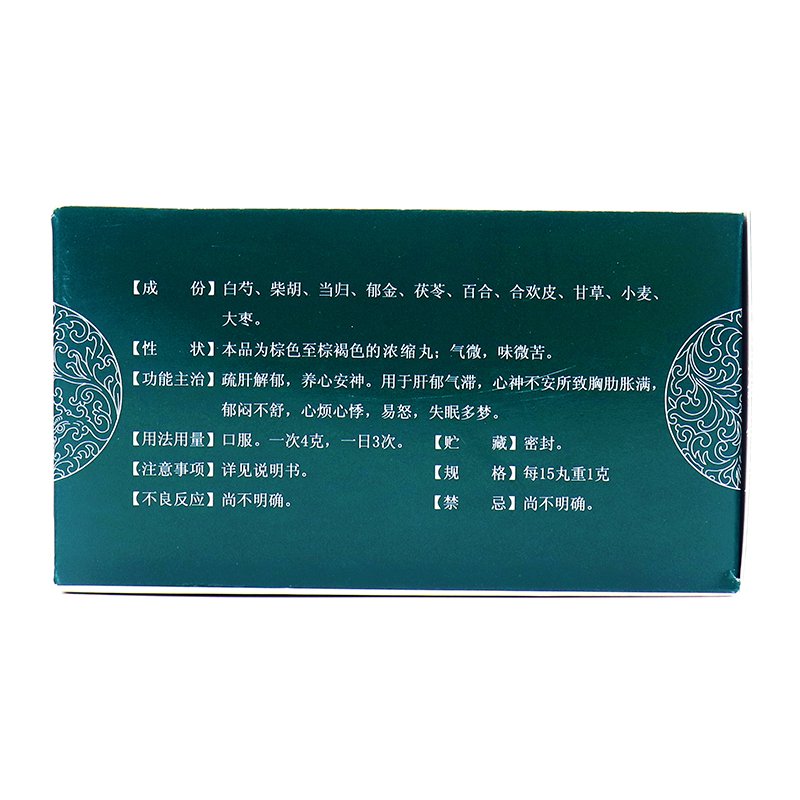 【成　份】白芍、柴胡、当归、郁金、茯苓、百合、合欢皮、甘草、小麦、
大枣。
【性　状】本品为棕色至棕褐色的浓缩丸；气微，味微苦。
【功能主治】疏肝解郁，养心安神。用于肝郁气滞，心神不安所致胸肋胀满，
郁闷不舒，心烦心悸，易怒，失眠多梦。
【用法用量】口服。一次4克，一日3次。 【贮　藏】密封。
【注意事项】详见说明书。 【规　格】每15丸重1克
【不良反应】尚不明确。 【禁　忌】尚不明确。